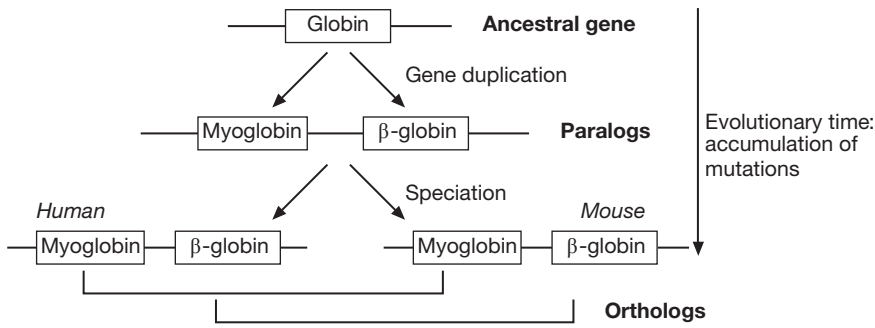 Globin
Ancestral gene
Gene duplication
Myoglobin
β-globin
Paralogs
Evolutionary time:
accumulation of
mutations
Speciation
Human
Mouse
Myoglobin
β-globin
Myoglobin
β-globin
Orthologs